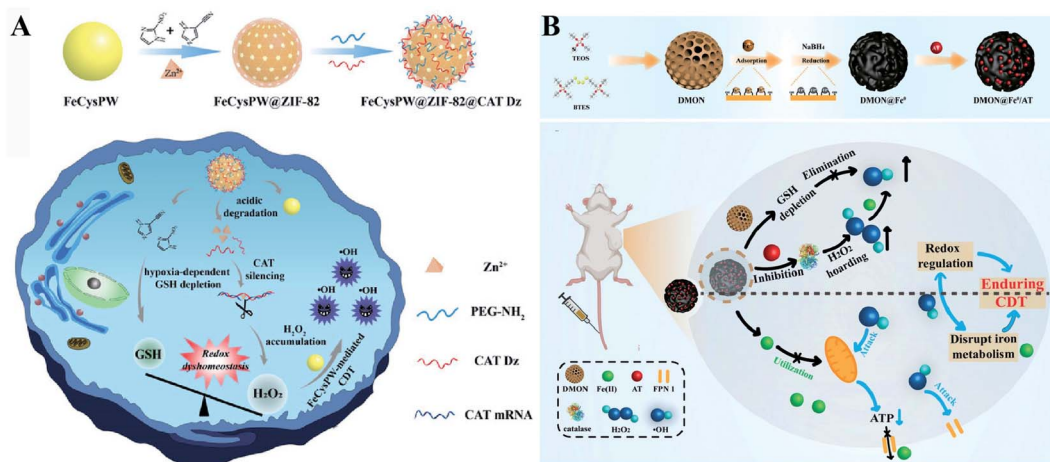 A
Zn²⁺
FeCysPW
FeCysPW@ZIF-82
FeCysPW@ZIF-82@CAT Dz
acidic
degradation
CAT
silencing
hypoxia-dependent
GSH depletion
•OH
•OH
•OH
H₂O₂
accumulation
GSH
Redox
dyshomeostasis
H₂O₂
FeCysPW-mediated
CDT
Zn²⁺
PEG-NH₂
CAT Dz
CAT mRNA
B
TEOS
BTES
DMON
Adsorption
NaBH₄
Reduction
DMON@Fe⁰
AT
DMON@Fe⁰/AT
GSH
depletion
Elimination
Inhibition
H₂O₂
hoarding
Redox
regulation
Enduring
CDT
Disrupt iron
metabolism
Utilization
Attack
Attack
ATP
DMON
Fe(II)
AT
FPN 1
catalase
H₂O₂
•OH